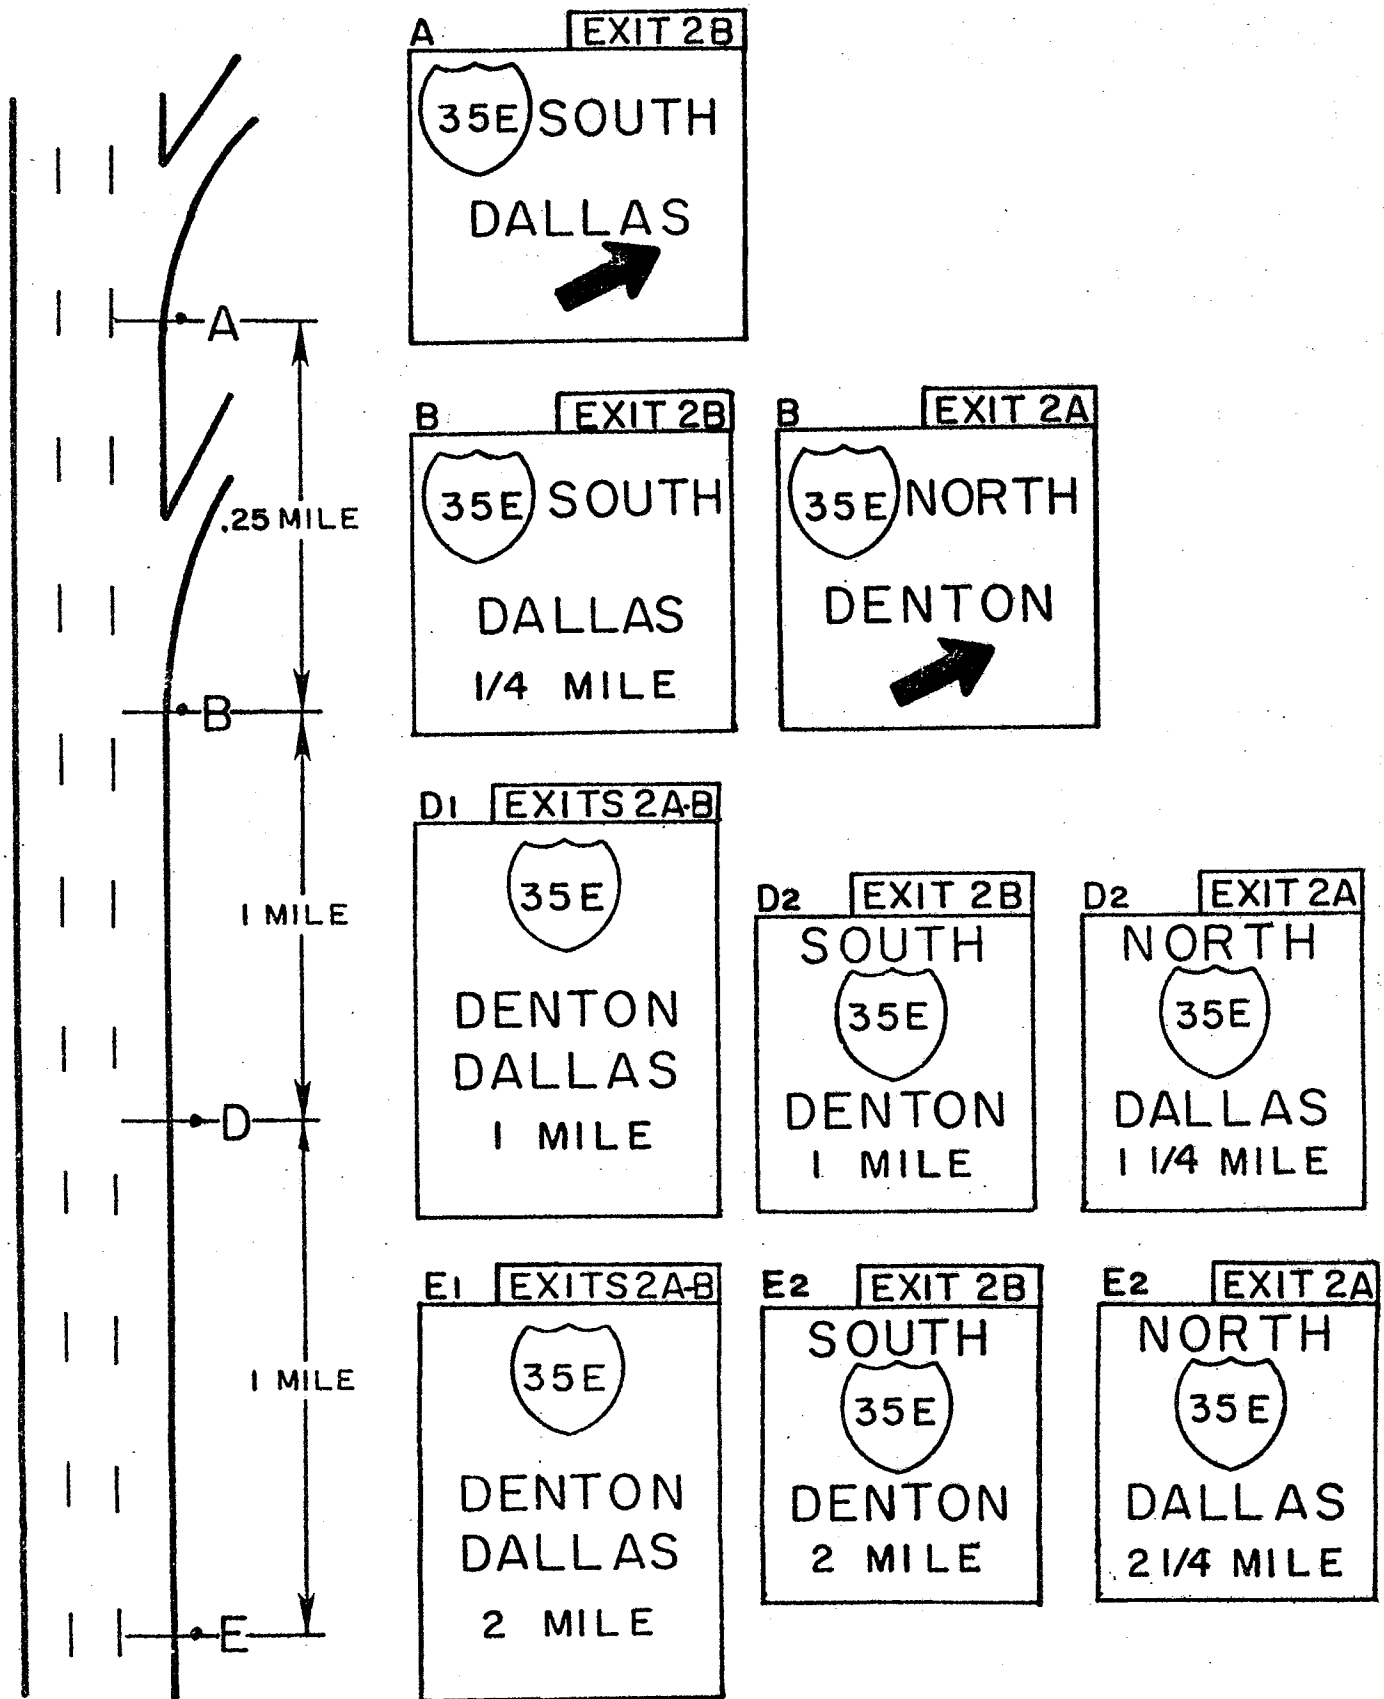 A
EXIT 2B
35E SOUTH
DALLAS
A
.25 MILE
B
EXIT 2B
35E SOUTH
DALLAS
1/4 MILE
B
EXIT 2A
35E NORTH
DENTON
B
1 MILE
D1
EXITS 2A-B
35E
DENTON
DALLAS
1 MILE
D2
EXIT 2B
SOUTH
35E
DENTON
1 MILE
D2
EXIT 2A
NORTH
35E
DALLAS
1 1/4 MILE
D
1 MILE
E1
EXITS 2A-B
35E
DENTON
DALLAS
2 MILE
E2
EXIT 2B
SOUTH
35E
DENTON
2 MILE
E2
EXIT 2A
NORTH
35E
DALLAS
2 1/4 MILE
E